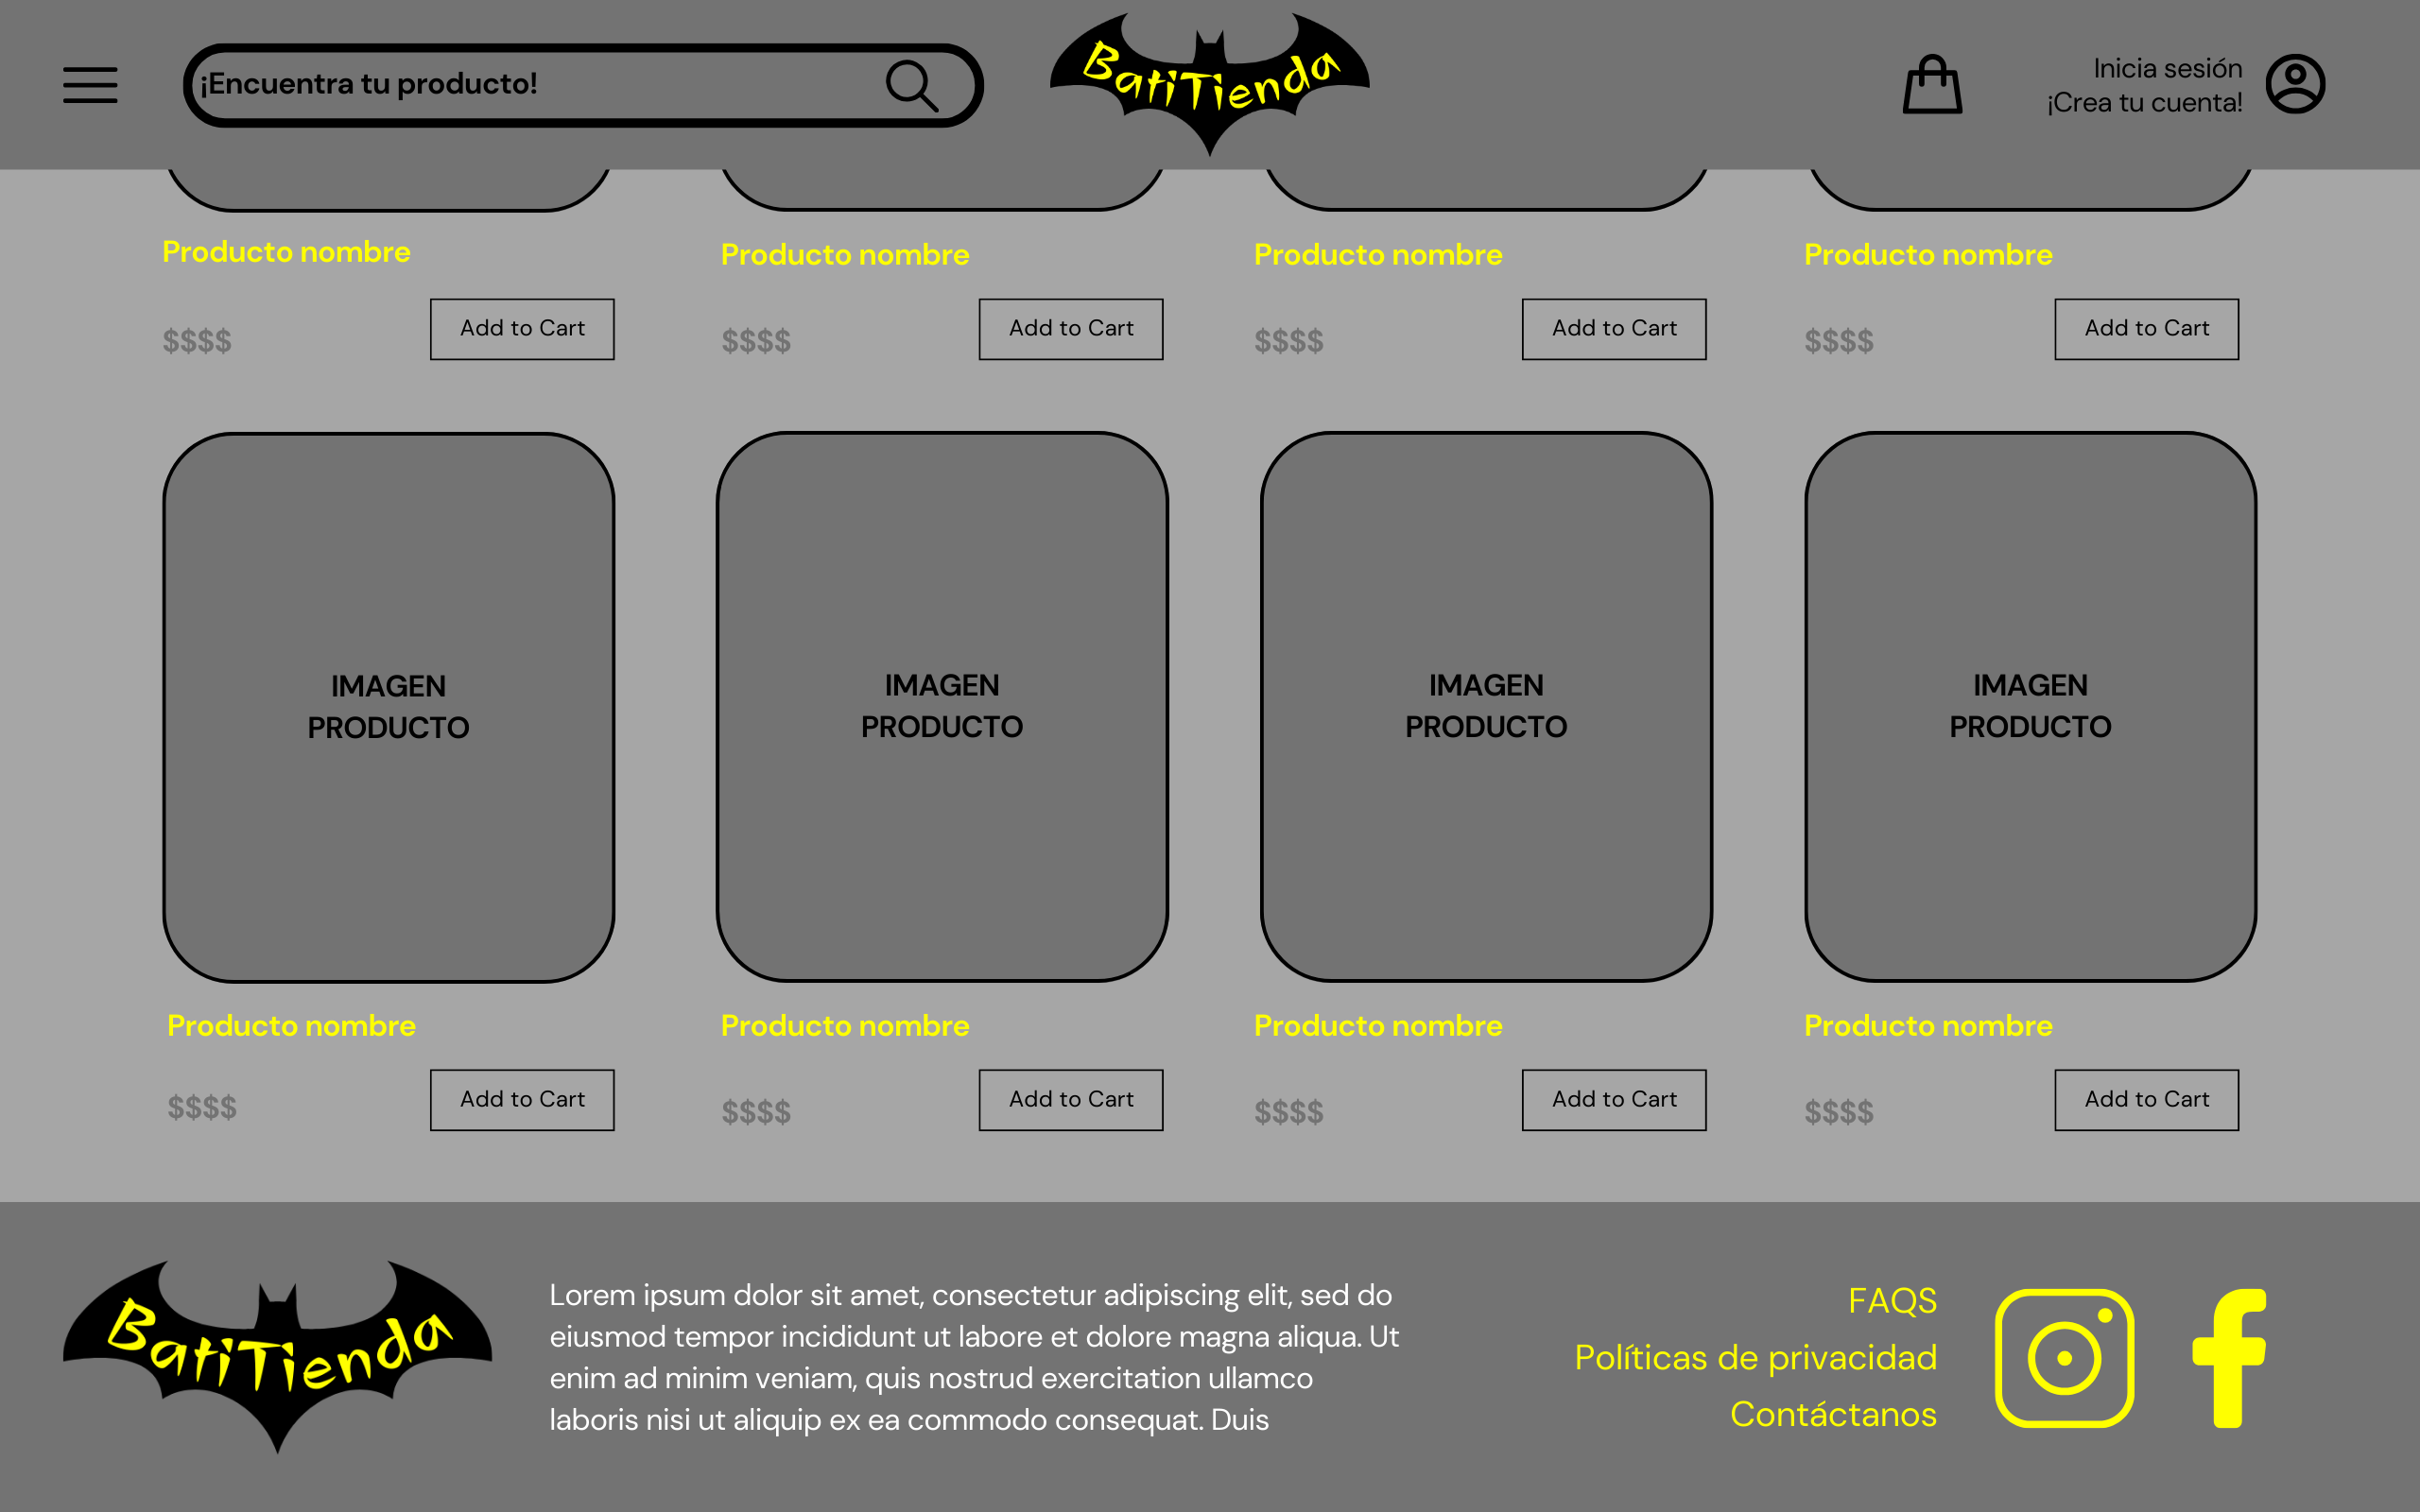 ¡Encuentra tu producto!
BatiTienda
Inicia sesión
¡Crea tu cuenta!
Producto nombre
Producto nombre
Producto nombre
Producto nombre
$$$$
Add to Cart
$$$$
Add to Cart
$$$$
Add to Cart
$$$$
Add to Cart
IMAGEN
PRODUCTO
IMAGEN
PRODUCTO
IMAGEN
PRODUCTO
IMAGEN
PRODUCTO
Producto nombre
Producto nombre
Producto nombre
Producto nombre
$$$$
Add to Cart
$$$$
Add to Cart
$$$$
Add to Cart
$$$$
Add to Cart
BatiTienda
Lorem ipsum dolor sit amet, consectetur adipiscing elit, sed do
eiusmod tempor incididunt ut labore et dolore magna aliqua. Ut
enim ad minim veniam, quis nostrud exercitation ullamco
laboris nisi ut aliquip ex ea commodo consequat. Duis
FAQS
Políticas de privacidad
Contáctanos